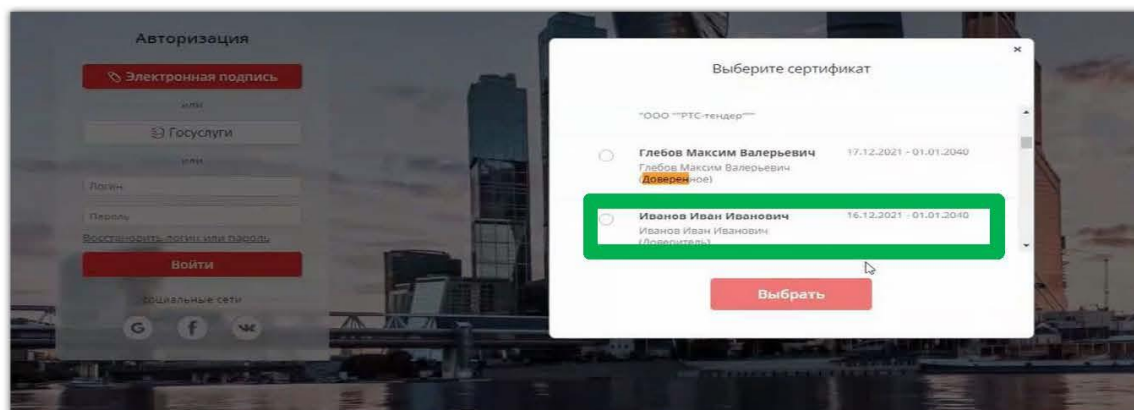 Авторизация
Электронная подпись
или
Госуслуги
или
Логин
Пароль
Восстановить логин или пароль
Войти
социальные сети
G f
Выберите сертификат
×
"ООО ""РТС-тендер"""
Глебов Максим Валерьевич 17.12.2021 - 01.01.2040
Глебов Максим Валерьевич
(Доверенное)
Иванов Иван Иванович 16.12.2021 - 01.01.2040
Иванов Иван Иванович
(Доверитель)
Выбрать